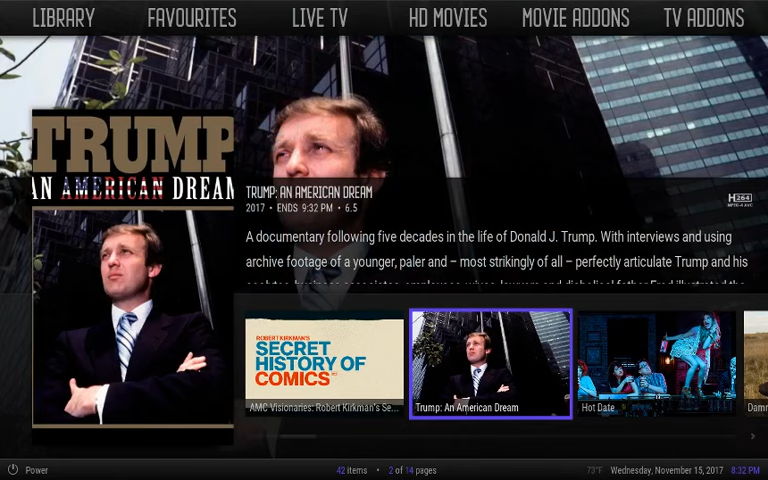 LIBRARY FAVOURITES LIVE TV HD MOVIES MOVIE ADDONS TV ADDONS
TRUMP
AN AMERICAN DREAM
TRUMP: AN AMERICAN DREAM
2017 • ENDS 9:32 PM • 6.5
H264
MPEG-4 AVC
A documentary following five decades in the life of Donald J. Trump. With interviews and using
archive footage of a younger, paler and – most strikingly of all – perfectly articulate Trump and his
ROBERT KIRKMAN'S
SECRET
HISTORY OF
COMICS
AMC Visionaries: Robert Kirkman's Se...
Trump: An American Dream
Hot Date
Damn
Power
42 items • 2 of 14 pages
73°F Wednesday, November 15, 2017 8:32 PM